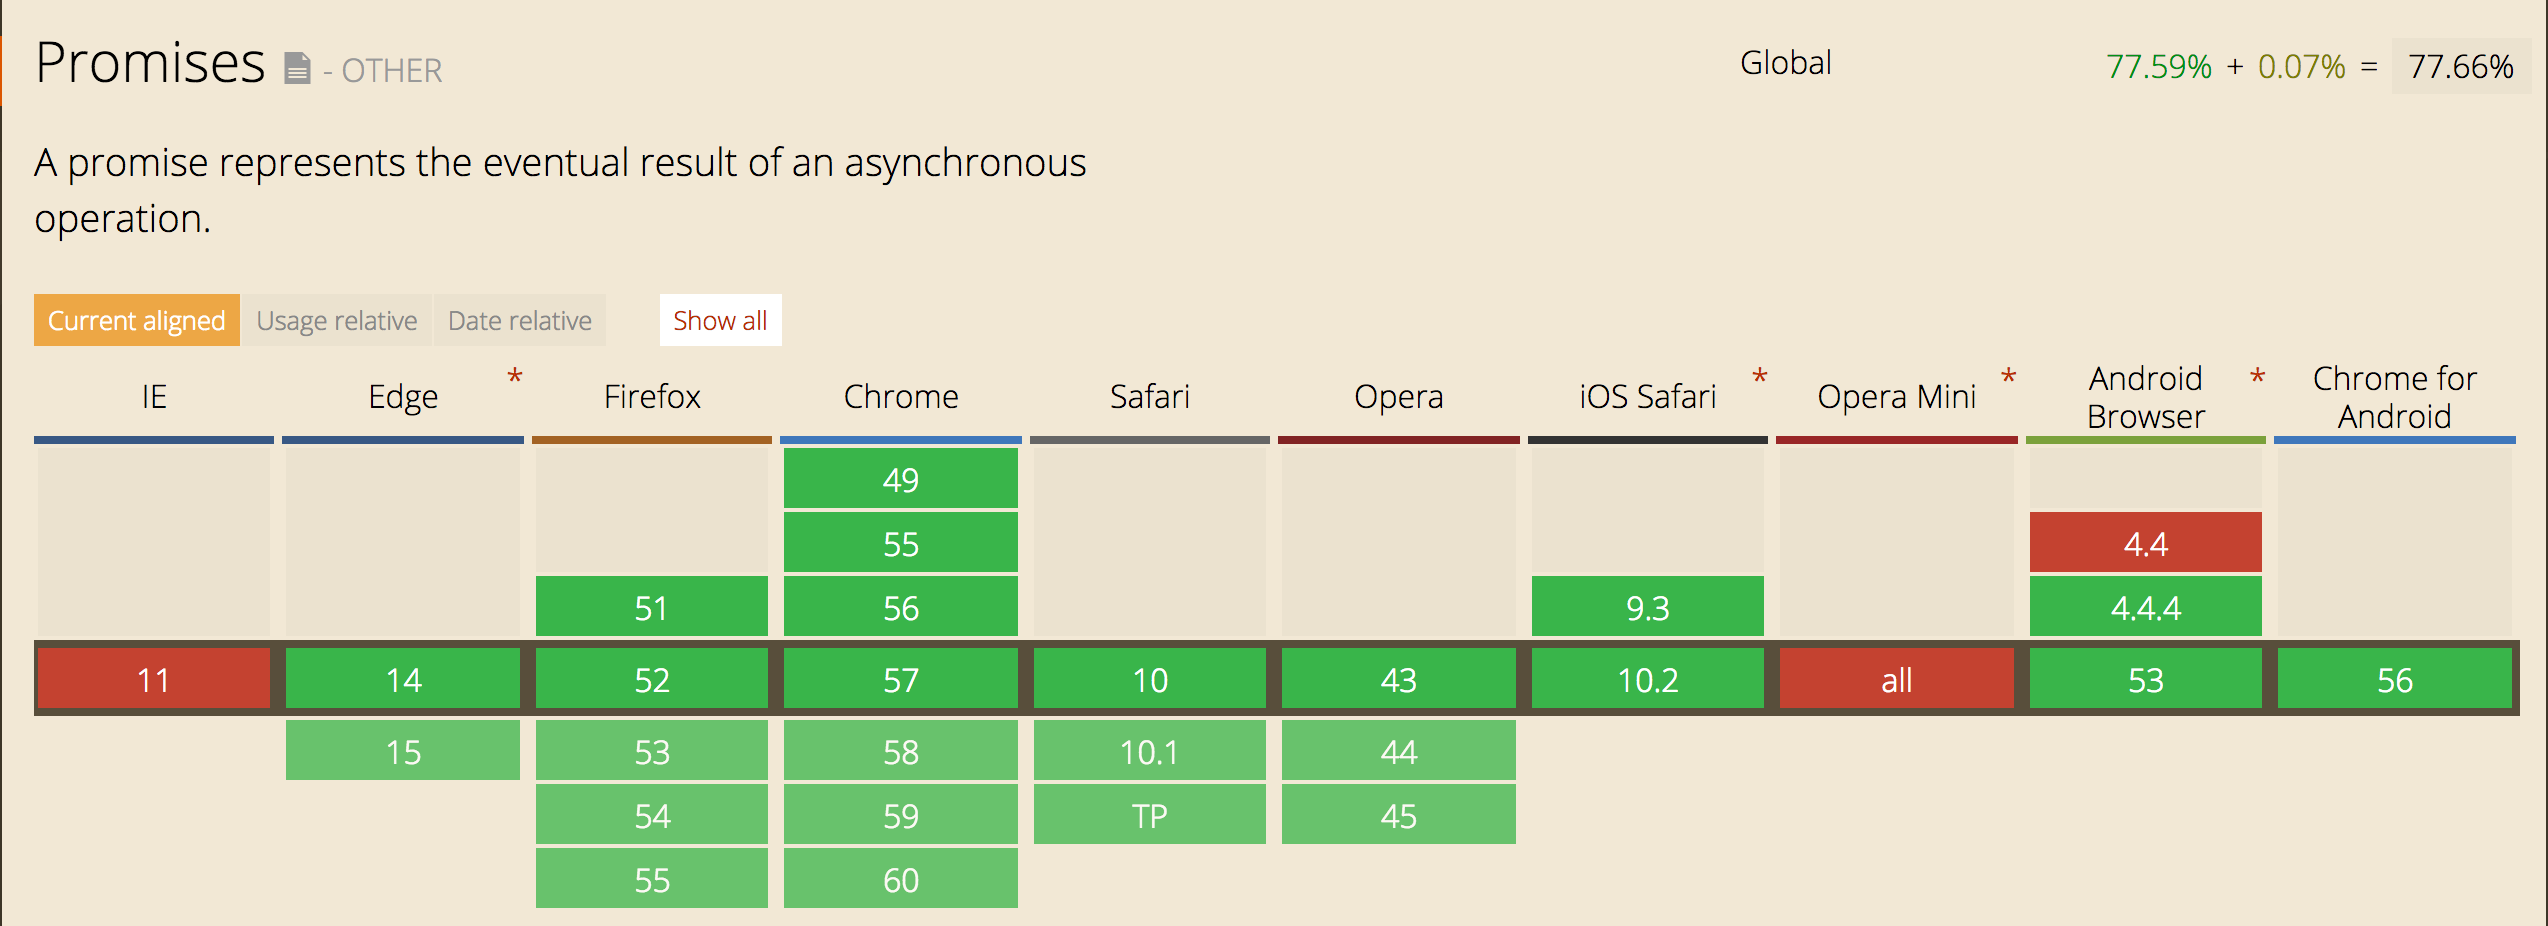 Promises - OTHER
Global
77.59% + 0.07% = 77.66%
A promise represents the eventual result of an asynchronous
operation.
Current aligned Usage relative Date relative Show all
IE Edge * Firefox Chrome Safari Opera iOS Safari * Opera Mini * Android Browser * Chrome for Android
49
55 4.4
51 56 9.3 4.4.4
11 14 52 57 10 43 10.2 all 53 56
15 53 58 10.1 44
54 59 TP 45
55 60